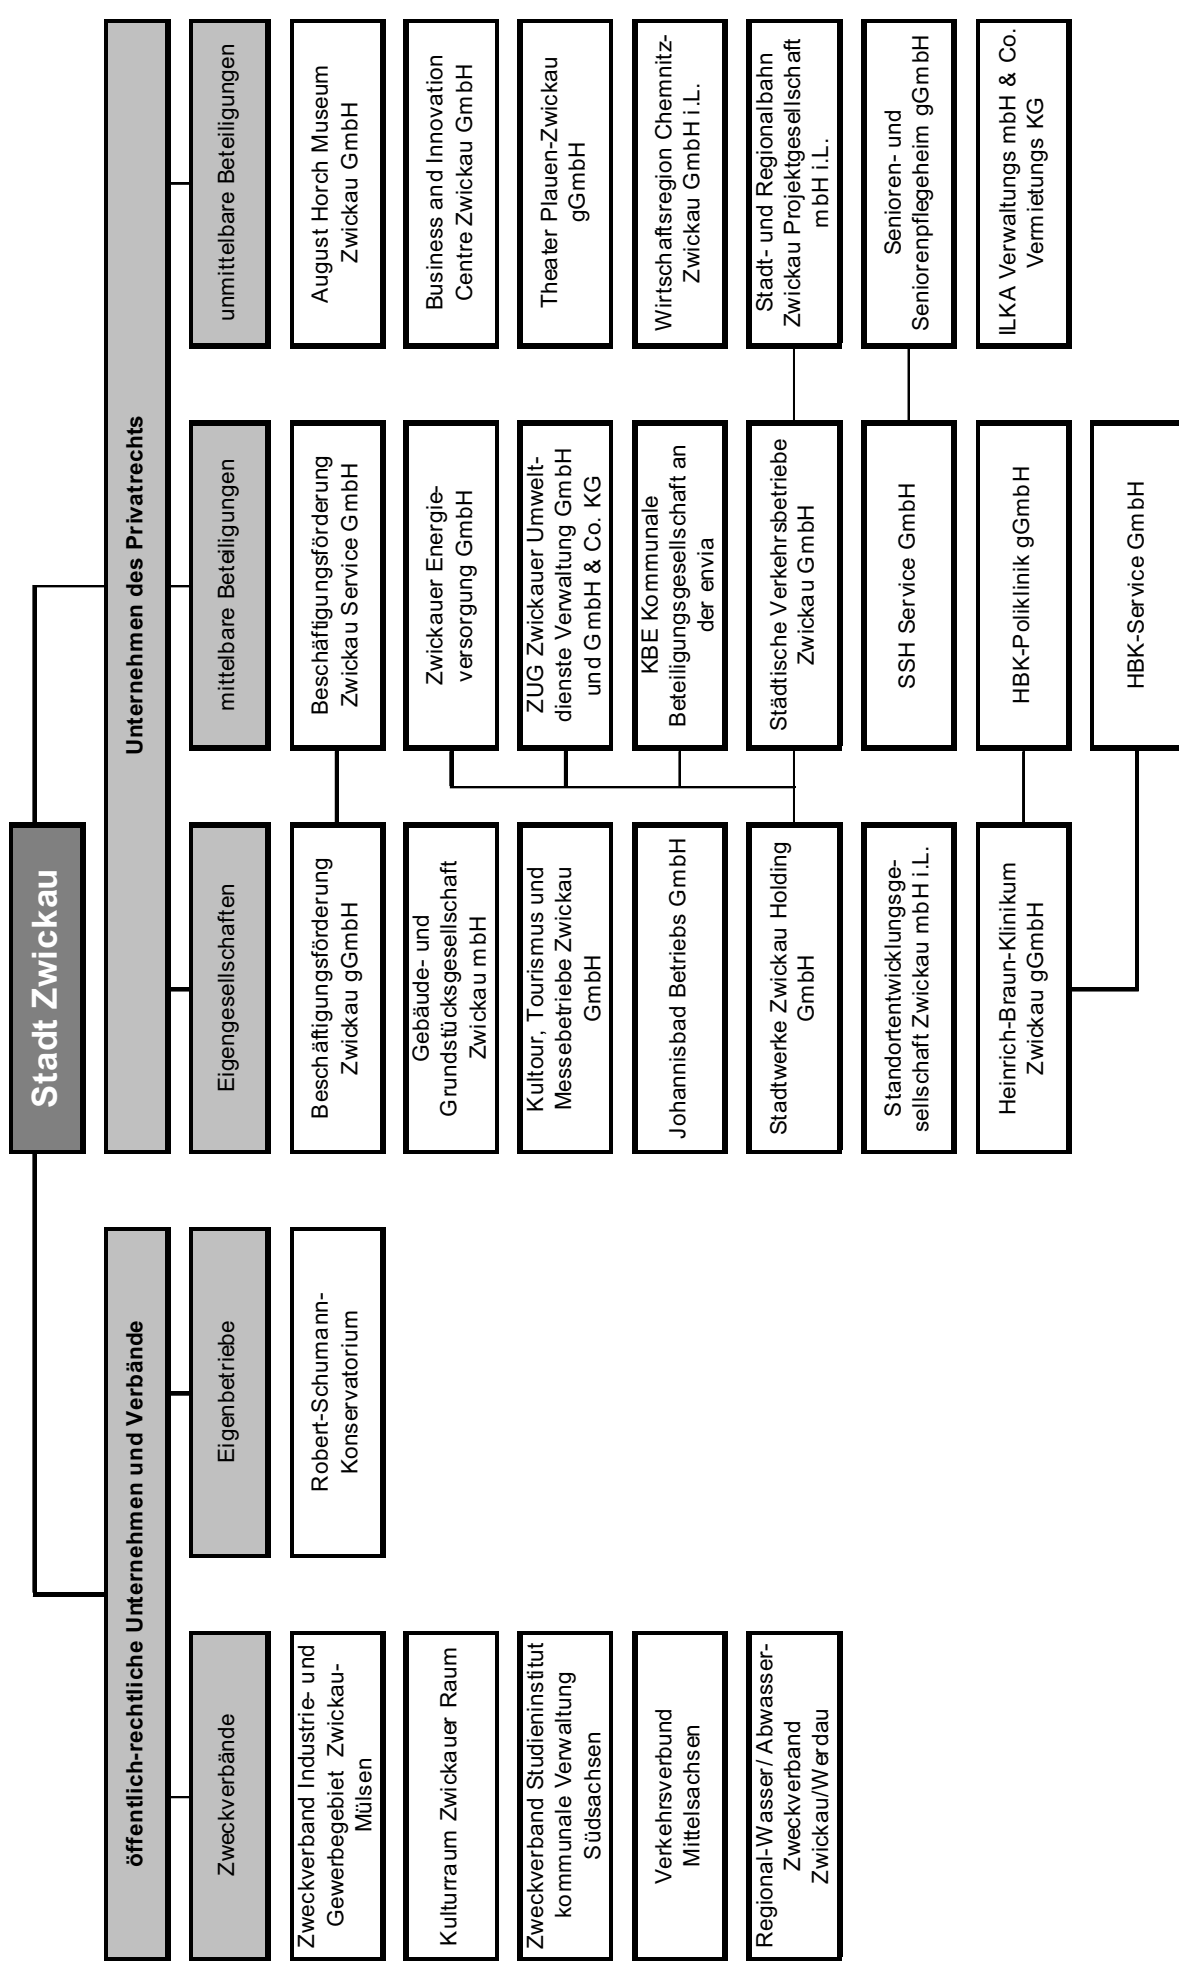 Stadt Zwickau
öffentlich-rechtliche Unternehmen und Verbände
Zweckverbände
Zweckverband Industrie- und
Gewerbegebiet Zwickau-
Mülsen
Kulturraum Zwickauer Raum
Zweckverband Studieninstitut
kommunale Verwaltung
Südsachsen
Verkehrsverbund
Mittelsachsen
Regional-Wasser/Abwasser-
Zweckverband
Zwickau/Werdau
Eigenbetriebe
Robert-Schumann-
Konservatorium
Unternehmen des Privatrechts
Eigengesellschaften
Beschäftigungsförderung
Zwickau gGmbH
Gebäude- und
Grundstücksgesellschaft
Zwickau mbH
Kultour, Tourismus und
Messebetriebe Zwickau
GmbH
Johannisbad Betriebs GmbH
Stadtwerke Zwickau Holding
GmbH
Standortentwicklungsge-
sellschaft Zwickau mbH i.L.
Heinrich-Braun-Klinikum
Zwickau gGmbH
mittelbare Beteiligungen
Beschäftigungsförderung
Zwickau Service GmbH
Zwickauer Energie-
versorgung GmbH
ZUG Zwickauer Umwelt-
dienste Verwaltung GmbH
und GmbH & Co. KG
KBE Kommunale
Beteiligungsgesellschaft an
der envia
Städtische Verkehrsbetriebe
Zwickau GmbH
SSH Service GmbH
HBK-Poliklinik gGmbH
HBK-Service GmbH
unmittelbare Beteiligungen
August Horch Museum
Zwickau GmbH
Business and Innovation
Centre Zwickau GmbH
Theater Plauen-Zwickau
gGmbH
Wirtschaftsregion Chemnitz-
Zwickau GmbH i.L.
Stadt- und Regionalbahn
Zwickau Projektgesellschaft
mbH i.L.
Senioren- und
Seniorenpflegeheim gGmbH
ILKA Verwaltungs mbH & Co.
Vermietungs KG